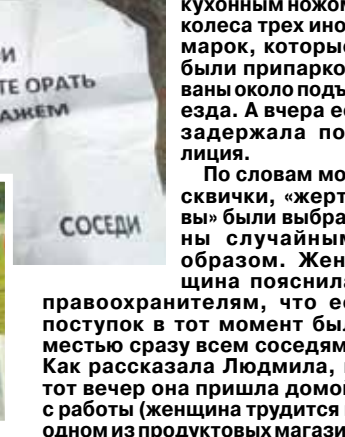 И
ТЕ ОРАТЬ
АЖЕМ
СОСЕДИ
кухонным ножом
колеса трех ино-
марок, которые
были припарко-
ваны около подъ-
езда. А вчера ее
задержала по-
лиция.
По словам мо-
сквички, «жерт-
вы» были выбра-
ны случайным
образом. Жен-
щина пояснила
правоохранителям, что е
поступок в тот момент был
местью сразу всем соседям
Как рассказала Людмила,
тот вечер она пришла домой
с работы (женщина трудится
одном из продуктовых магази